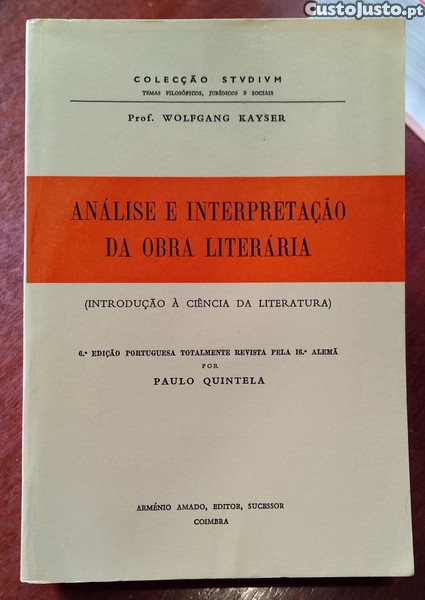 CustoJusto.pt
COLECÇÃO STVDIVM
TEMAS FILOSÓFICOS, JURÍDICOS E SOCIAIS
Prof. WOLFGANG KAYSER
ANÁLISE E INTERPRETAÇÃO
DA OBRA LITERÁRIA
(INTRODUÇÃO À CIÊNCIA DA LITERATURA)
6.ª EDIÇÃO PORTUGUESA TOTALMENTE REVISTA PELA 16.ª ALEMÃ
POR
PAULO QUINTELA
ARMÉNIO AMADO, EDITOR, SUCESSOR
COIMBRA